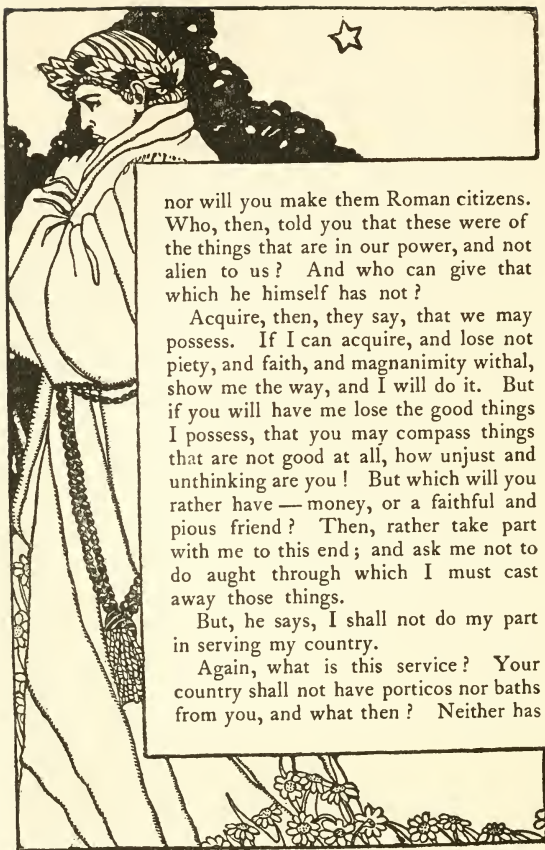 nor will you make them Roman citizens.
Who, then, told you that these were of
the things that are in our power, and not
alien to us ? And who can give that
which he himself has not ?
Acquire, then, they say, that we may
possess. If I can acquire, and lose not
piety, and faith, and magnanimity withal,
show me the way, and I will do it. But
if you will have me lose the good things
I possess, that you may compass things
that are not good at all, how unjust and
unthinking are you ! But which will you
rather have — money, or a faithful and
pious friend ? Then, rather take part
with me to this end ; and ask me not to
do aught through which I must cast
away those things.
But, he says, I shall not do my part
in serving my country.
Again, what is this service ? Your
country shall not have porticos nor baths
from you, and what then ? Neither has